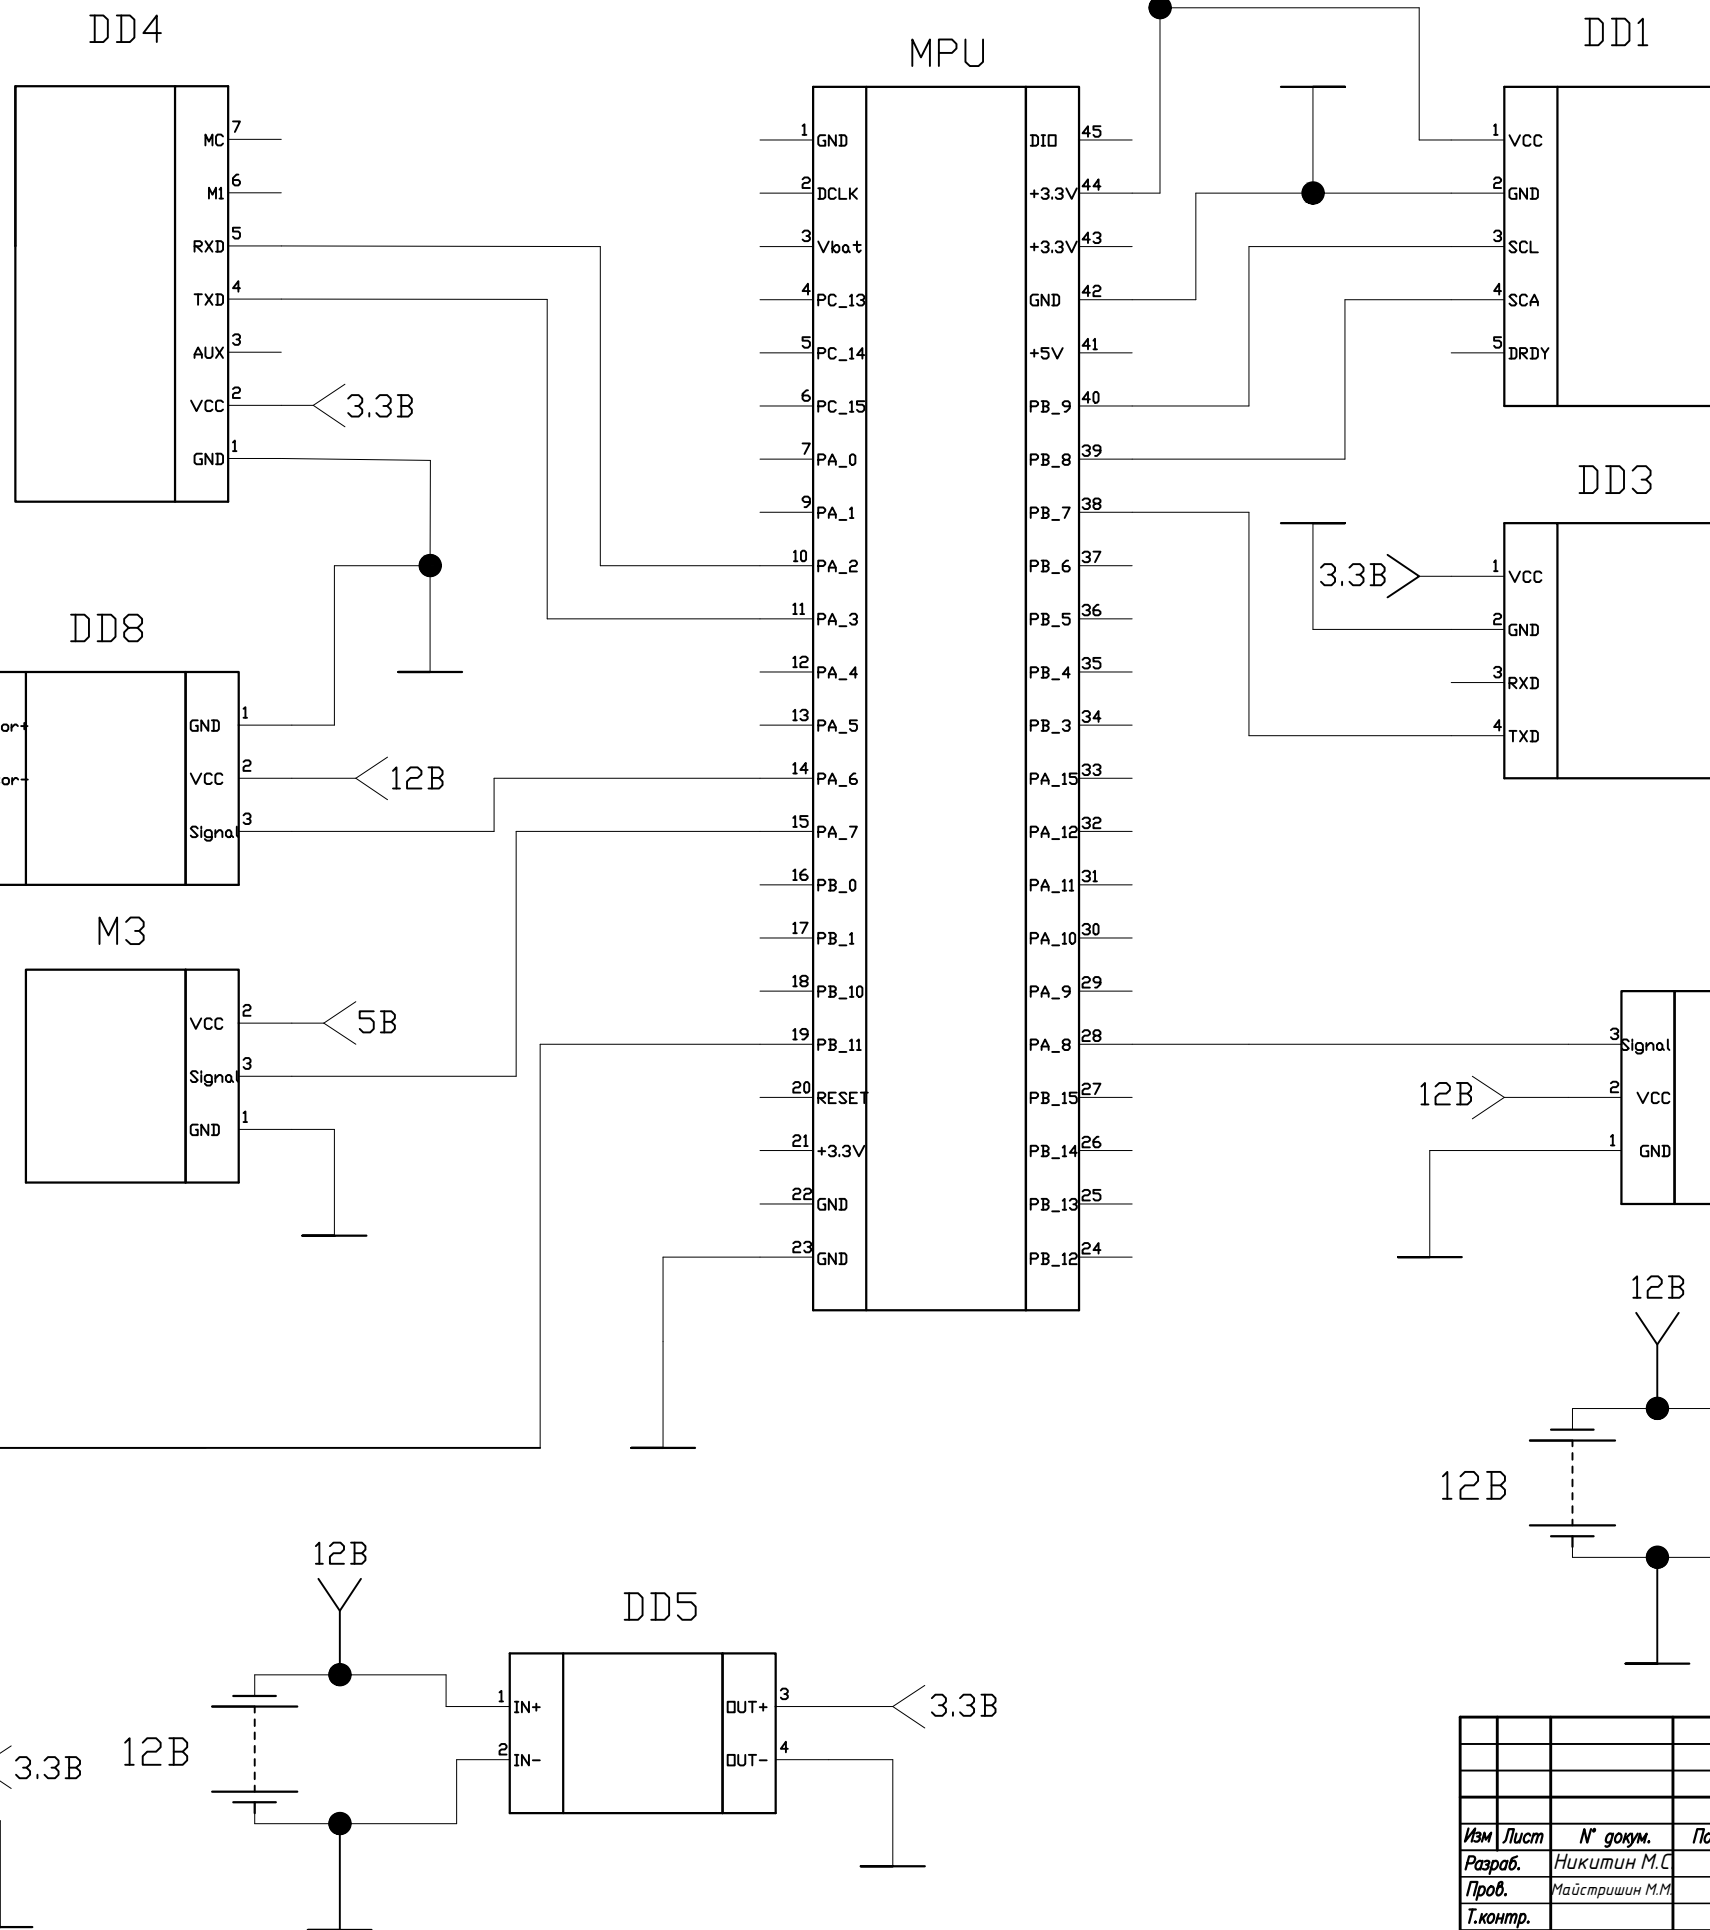 DD4
7
MC
6
M1
5
RXD
4
TXD
3
AUX
2
VCC
3.3В
1
GND
DD8
or+
or-
1
GND
2
VCC
12В
3
Signal
M3
2
VCC
5В
3
Signal
1
GND
MPU
1 GND
2 DCLK
3 Vbat
4 PC_13
5 PC_14
6 PC_15
7 PA_0
9 PA_1
10 PA_2
11 PA_3
12 PA_4
13 PA_5
14 PA_6
15 PA_7
16 PB_0
17 PB_1
18 PB_10
19 PB_11
20 RESET
21 +3.3V
22 GND
23 GND
DIO 45
+3.3V 44
+3.3V 43
GND 42
+5V 41
PB_9 40
PB_8 39
PB_7 38
PB_6 37
PB_5 36
PB_4 35
PB_3 34
PA_15 33
PA_12 32
PA_11 31
PA_10 30
PA_9 29
PA_8 28
PB_15 27
PB_14 26
PB_13 25
PB_12 24
DD1
1 VCC
2 GND
3 SCL
4 SCA
5 DRDY
DD3
3.3В
1 VCC
2 GND
3 RXD
4 TXD
3 Signal
12В
2 VCC
1 GND
12В
12В
12В
12В
3.3В
DD5
1 IN+
2 IN-
OUT+ 3
OUT- 4
3.3В
Изм Лист N° докум. По
Разраб. Никитин М.С
Пров. Майстришин М.М.
Т.контр.